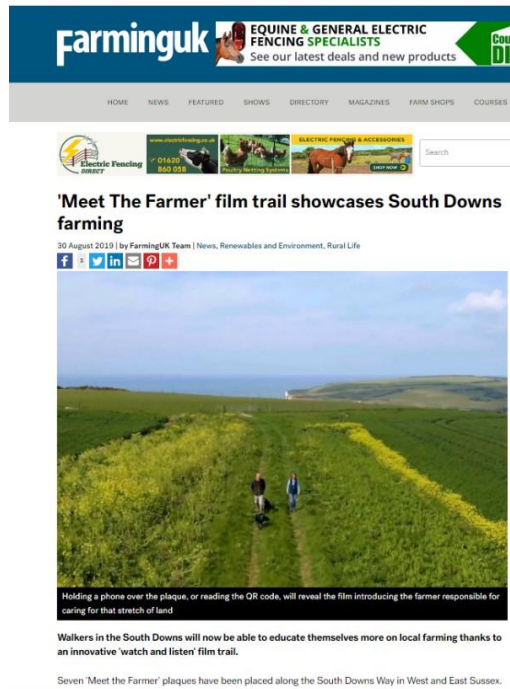 Farminguk
EQUINE & GENERAL ELECTRIC
FENCING SPECIALISTS
See our latest deals and new products
HOME NEWS FEATURED SHOWS DIRECTORY MAGAZINES FARM SHOPS COURSES
Electric Fencing
DIRECT
www.electricfencing.co.uk
01620
860 058
Poultry Netting Systems
ELECTRIC FENCING & ACCESSORIES
SHOP NOW
Search
'Meet The Farmer' film trail showcases South Downs
farming
30 August 2019 | by FarmingUK Team | News, Renewables and Environment, Rural Life
Holding a phone over the plaque, or reading the QR code, will reveal the film introducing the farmer responsible for
caring for that stretch of land
Walkers in the South Downs will now be able to educate themselves more on local farming thanks to
an innovative 'watch and listen' film trail.
Seven 'Meet the Farmer' plaques have been placed along the South Downs Way in West and East Sussex.